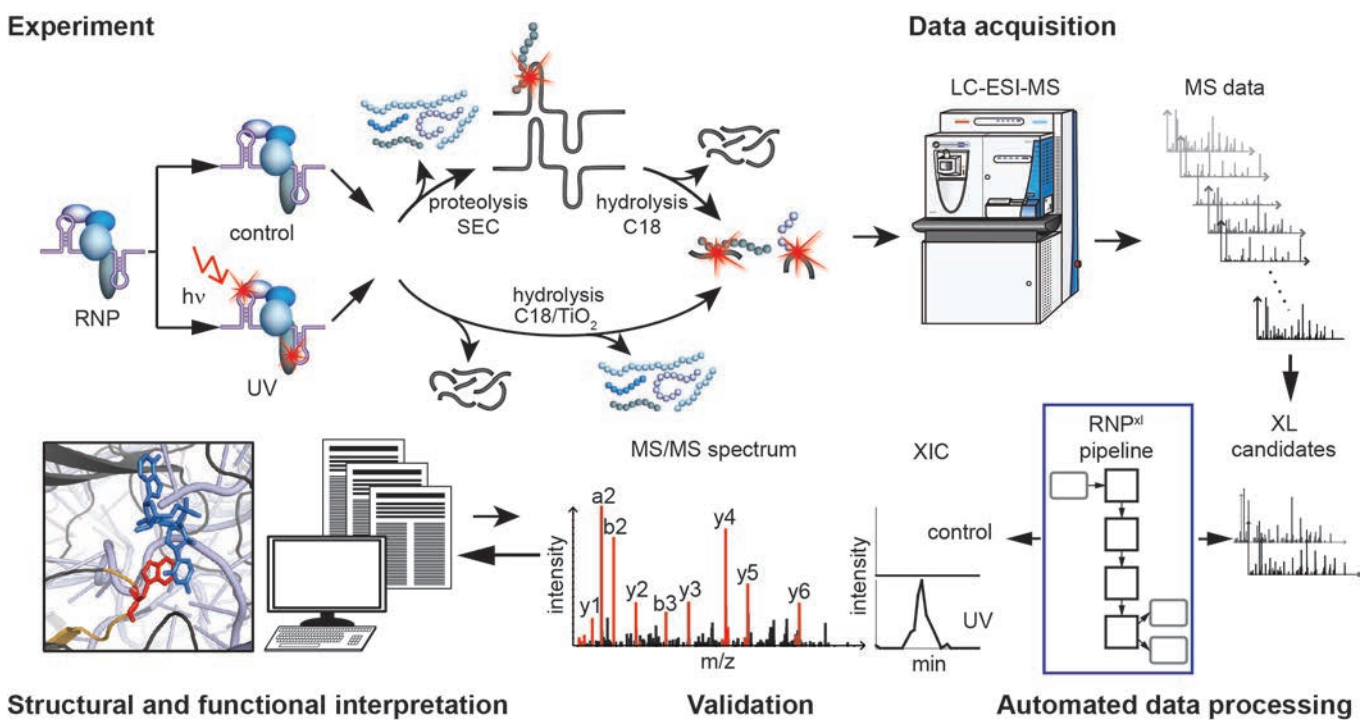 Experiment
Data acquisition
LC-ESI-MS
MS data
control
proteolysis
SEC
hydrolysis
C18
RNP
hν
UV
hydrolysis
C18/TiO₂
MS/MS spectrum
XIC
RNPˣˡ
pipeline
XL
candidates
intensity
y1
a2
b2
y2
b3
y3
y4
y5
y6
m/z
intensity
control
UV
min
Structural and functional interpretation
Validation
Automated data processing